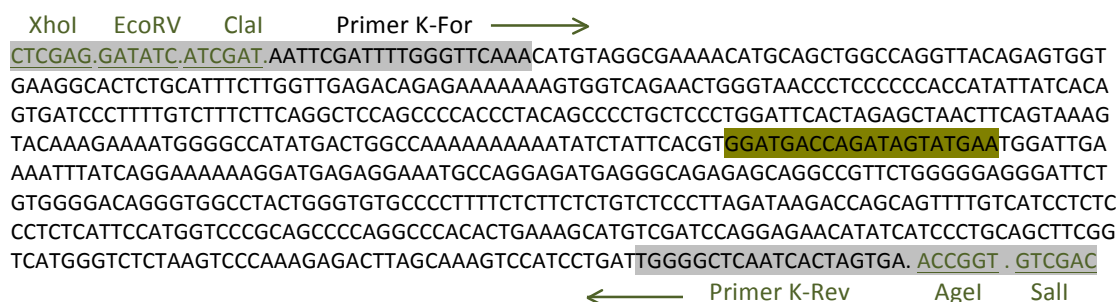 XhoI EcoRV ClaI Primer K-For
CTCGAG.GATATC.ATCGAT.AATTCGATTTTGGGTTCAAACATGTAGGCGAAAACATGCAGCTGGCCAGGTTACAGAGTGGT
GAAGGCACTCTGCATTTCTTGGTTGAGACAGAGAAAAAAAGTGGTCAGAACTGGGTAACCCTCCCCCCACCATATTATCACA
GTGATCCCTTTTGTCTTTCTTCAGGCTCCAGCCCCACCCTACAGCCCCTGCTCCCTGGATTCACTAGAGCTAACTTCAGTAAAG
TACAAAGAAAATGGGGCCATATGACTGGCCAAAAAAAAAAATATCTATTCACGTGGATGACCAGATAGTATGAATGGATTGA
AAATTTATCAGGAAAAAAGGATGAGAGGAAATGCCAGGAGATGAGGGCAGAGAGCAGGCCGTTCTGGGGGAGGGATTCT
GTGGGGACAGGGTGGCCTACTGGGTGTGCCCCTTTTCTCTTCTCTGTCTCCCTTAGATAAGACCAGCAGTTTTGTCATCCTCTC
CCTCTCATTCCATGGTCCCGCAGCCCCAGGCCCACACTGAAAGCATGTCGATCCAGGAGAACATATCATCCCTGCAGCTTCGG
TCATGGGTCTCTAAGTCCCAAAGAGACTTAGCAAAGTCCATCCTGATTGGGGCTCAATCACTAGTGA. ACCGGT . GTCGAC
Primer K-Rev AgeI SalI